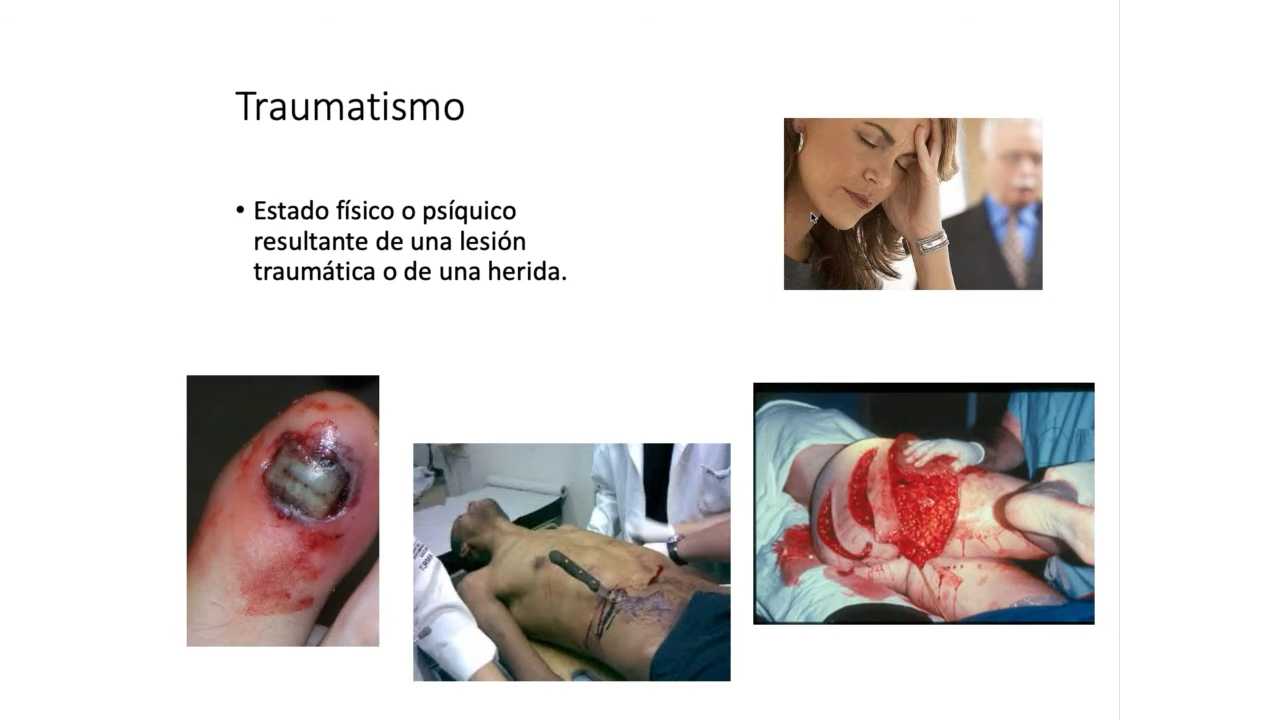 Traumatismo
• Estado físico o psíquico
resultante de una lesión
traumática o de una herida.